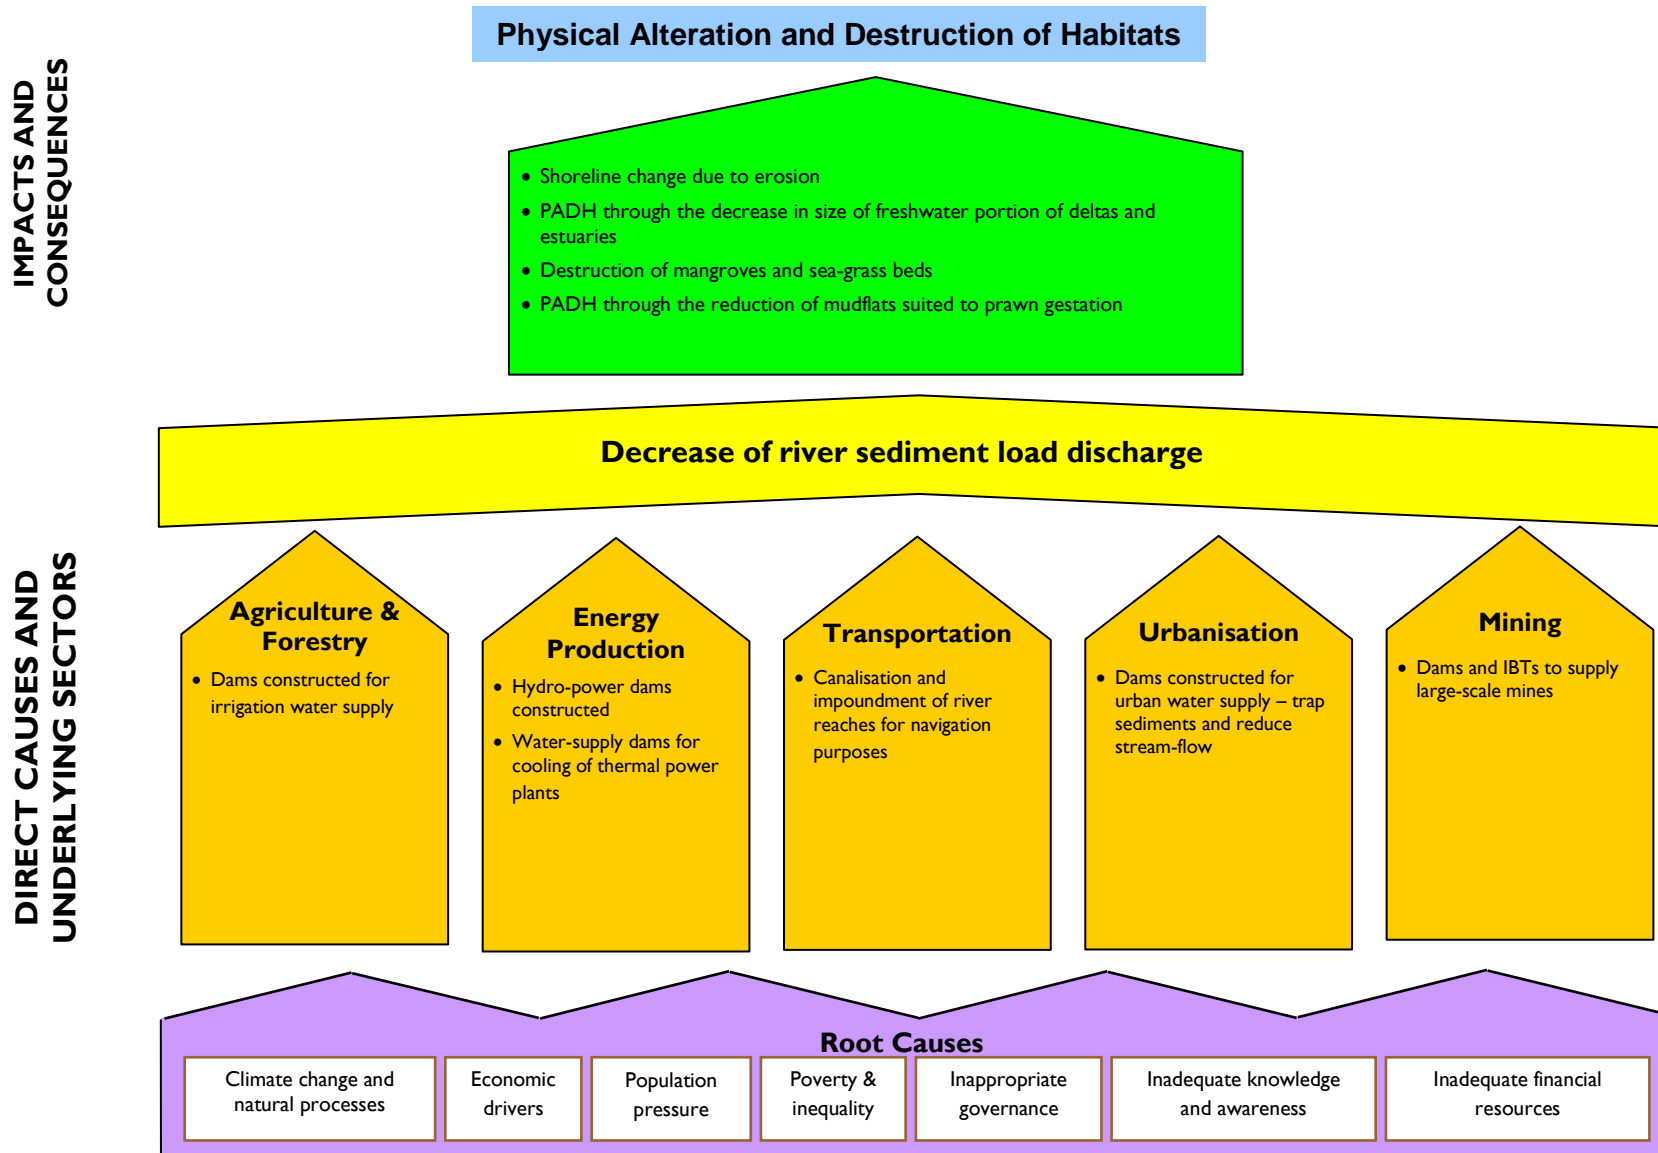 Physical Alteration and Destruction of Habitats
IMPACTS AND
CONSEQUENCES
• Shoreline change due to erosion
• PADH through the decrease in size of freshwater portion of deltas and
estuaries
• Destruction of mangroves and sea-grass beds
• PADH through the reduction of mudflats suited to prawn gestation
Decrease of river sediment load discharge
DIRECT CAUSES AND
UNDERLYING SECTORS
Agriculture &
Forestry
• Dams constructed for
irrigation water supply
Energy
Production
• Hydro-power dams
constructed
• Water-supply dams for
cooling of thermal power
plants
Transportation
• Canalisation and
impoundment of river
reaches for navigation
purposes
Urbanisation
• Dams constructed for
urban water supply – trap
sediments and reduce
stream-flow
Mining
• Dams and IBTs to supply
large-scale mines
Root Causes
Climate change and
natural processes
Economic
drivers
Population
pressure
Poverty &
inequality
Inappropriate
governance
Inadequate knowledge
and awareness
Inadequate financial
resources